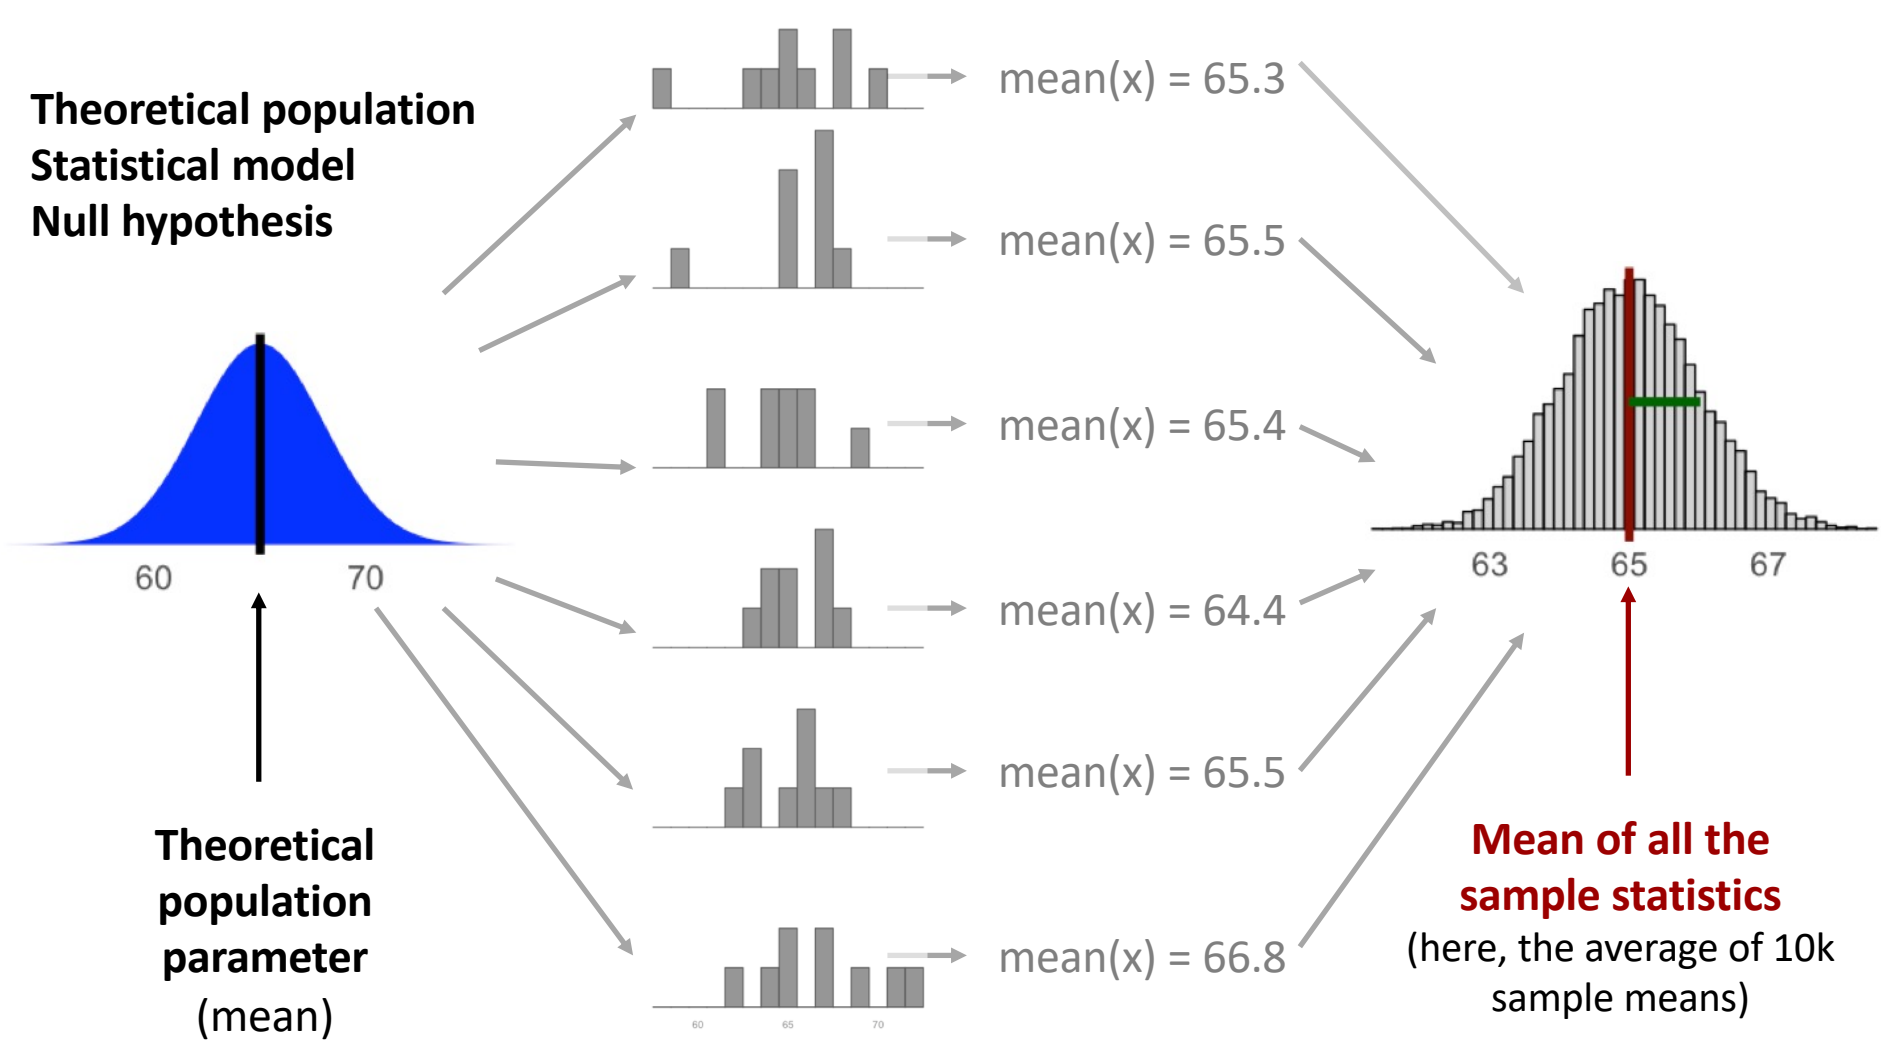 Theoretical population
Statistical model
Null hypothesis
60
70
Theoretical
population
parameter
(mean)
mean(x) = 65.3
mean(x) = 65.5
mean(x) = 65.4
mean(x) = 64.4
mean(x) = 65.5
mean(x) = 66.8
60
65
70
63
65
67
Mean of all the
sample statistics
(here, the average of 10k
sample means)